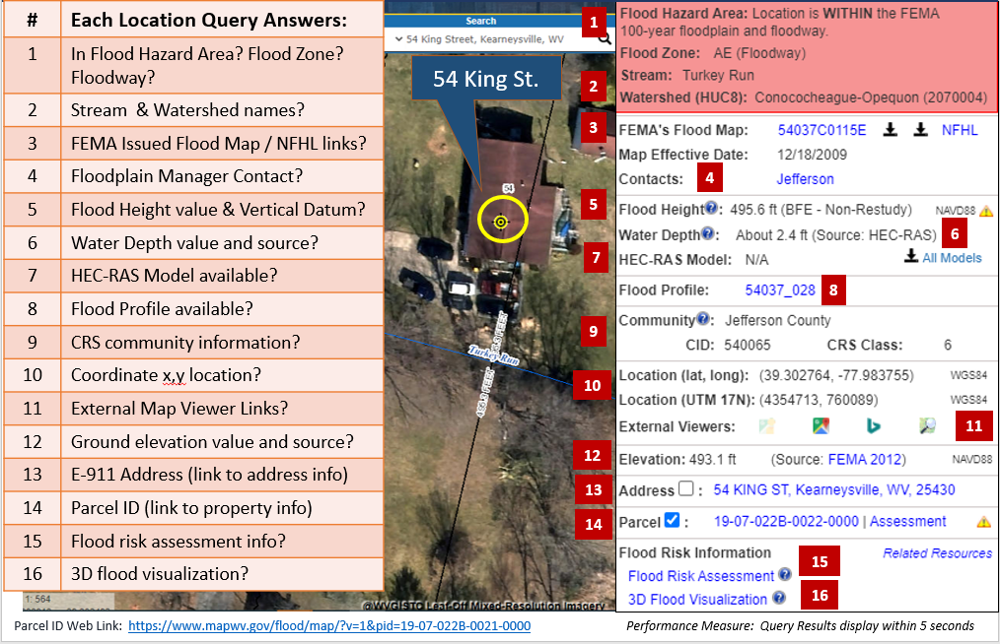 # Each Location Query Answers:
1 In Flood Hazard Area? Flood Zone?
Floodway?
2 Stream & Watershed names?
3 FEMA Issued Flood Map / NFHL links?
4 Floodplain Manager Contact?
5 Flood Height value & Vertical Datum?
6 Water Depth value and source?
7 HEC-RAS Model available?
8 Flood Profile available?
9 CRS community information?
10 Coordinate x,y location?
11 External Map Viewer Links?
12 Ground elevation value and source?
13 E-911 Address (link to address info)
14 Parcel ID (link to property info)
15 Flood risk assessment info?
16 3D flood visualization?
1: 564
Search
54 King Street, Kearneysville, WV
54 King St.
54
Turkey Run
FEET
FEET
@WVGISTC Leaf-Off Mixed-Resolution Imagery
1
2
3
5
7
9
10
12
13
14
Flood Hazard Area: Location is WITHIN the FEMA
100-year floodplain and floodway.
Flood Zone: AE (Floodway)
Stream: Turkey Run
Watershed (HUC8): Conococheague-Opequon (2070004)
FEMA's Flood Map: 54037C0115E NFHL
Map Effective Date: 12/18/2009
Contacts: 4 Jefferson
Flood Height: 495.6 ft (BFE - Non-Restudy) NAVD88
Water Depth: About 2.4 ft (Source: HEC-RAS) 6
HEC-RAS Model: N/A All Models
Flood Profile: 54037_028 8
Community: Jefferson County
CID: 540065 CRS Class: 6
Location (lat, long): (39.302764, -77.983755) WGS84
Location (UTM 17N): (4354713, 760089) WGS84
External Viewers: 11
Elevation: 493.1 ft (Source: FEMA 2012) NAVD88
Address : 54 KING ST, Kearneysville, WV, 25430
Parcel : 19-07-022B-0022-0000 | Assessment
Flood Risk Information Related Resources
Flood Risk Assessment 15
3D Flood Visualization 16
Parcel ID Web Link: https://www.mapwv.gov/flood/map/?v=1&pid=19-07-022B-0021-0000
Performance Measure: Query Results display within 5 seconds